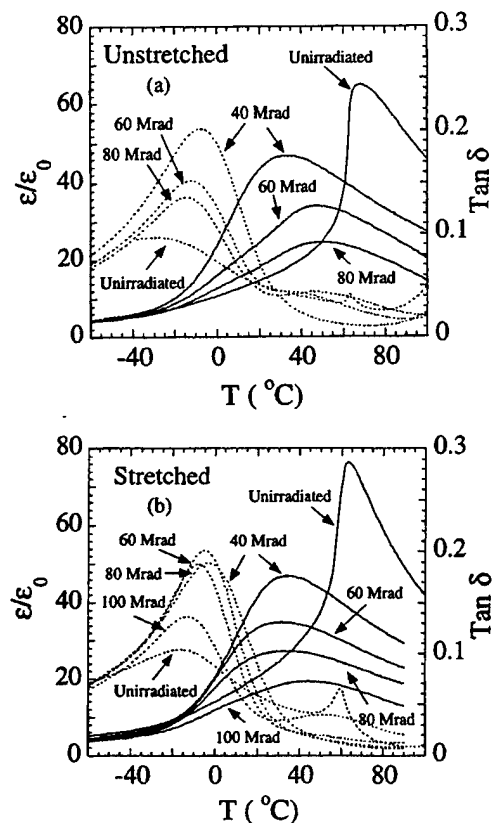 80
60
40
20
0
ε/ε0
Unstretched
(a)
60 Mrad
80 Mrad
Unirradiated
40 Mrad
60 Mrad
80 Mrad
Unirradiated
0.3
0.2
0.1
0
Tan δ
-40
0
40
80
T ( °C)
80
60
40
20
0
ε/ε0
Stretched
(b)
60 Mrad
80 Mrad
100 Mrad
Unirradiated
40 Mrad
Unirradiated
60 Mrad
80 Mrad
100 Mrad
0.3
0.2
0.1
0
Tan δ
-40
0
40
80
T ( °C)